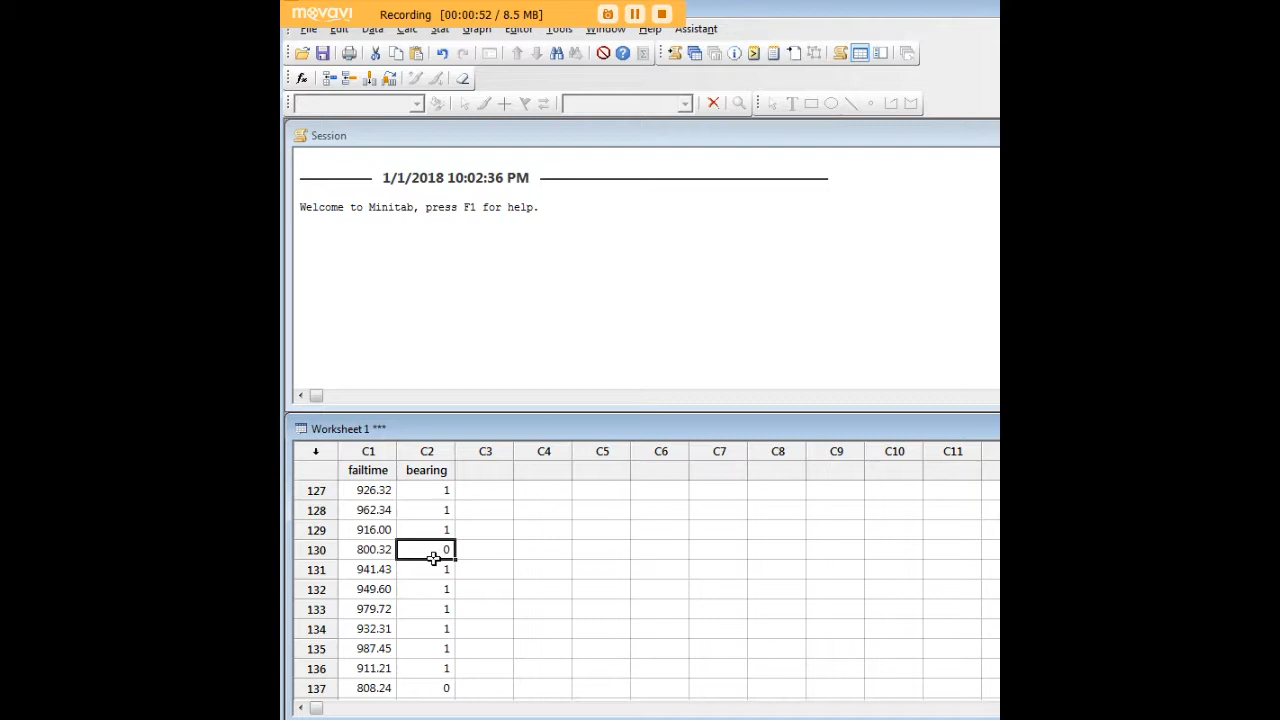 movavi Recording [00:00:52 / 8.5 MB]
File Edit Data Calc Stat Graph Editor Tools Window Help Assistant
Session
1/1/2018 10:02:36 PM
Welcome to Minitab, press F1 for help.
Worksheet 1 ***
C1 C2 C3 C4 C5 C6 C7 C8 C9 C10 C11
failtime bearing
127 926.32 1
128 962.34 1
129 916.00 1
130 800.32 0
131 941.43 1
132 949.60 1
133 979.72 1
134 932.31 1
135 987.45 1
136 911.21 1
137 808.24 0